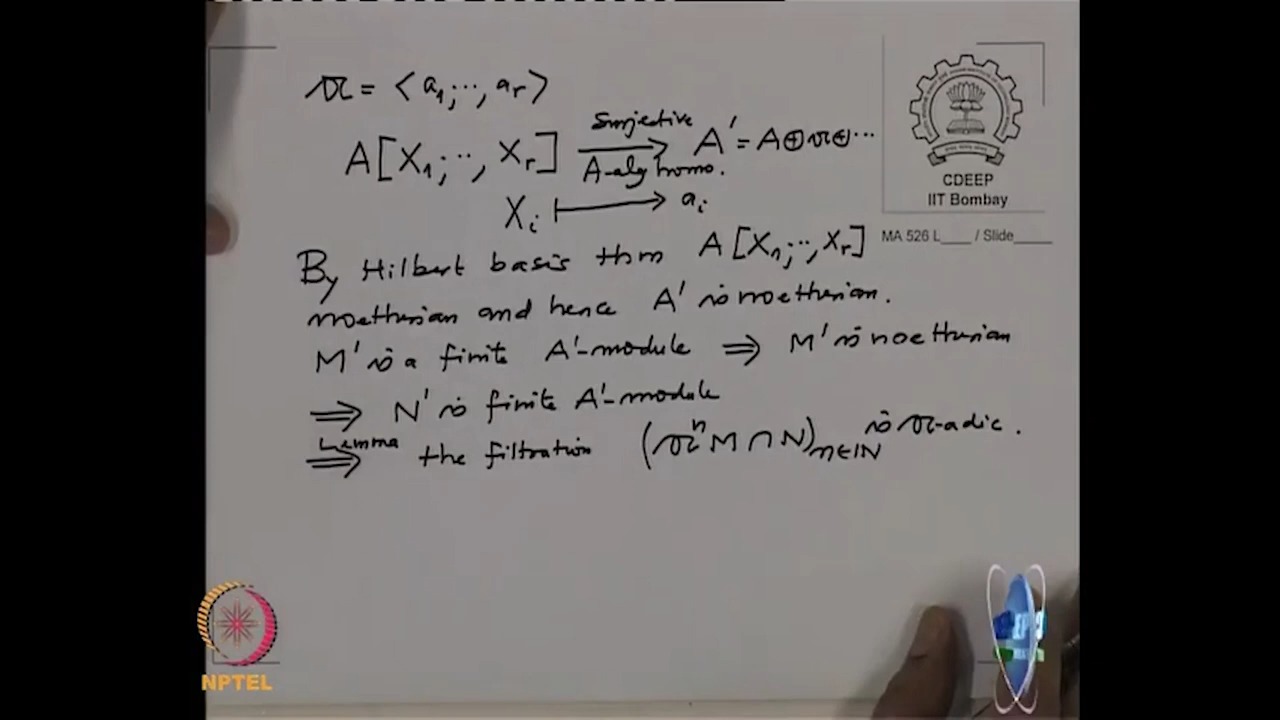 𝔞 = ⟨a₁, ..., aᵣ⟩
Surjective
A[X₁, ..., Xᵣ] ⟶ A' = A⊕𝔞⊕...
A-alg homo.
Xᵢ ⟼ aᵢ
CDEEP
IIT Bombay
MA 526 L____ / Slide_____
By Hilbert basis thm A[X₁, ..., Xᵣ]
noetherian and hence A' is noetherian.
M' is a finite A'-module ⟹ M' is noetherian
⟹ N' is finite A'-module
Lemma
⟹ the filtration (𝔞ⁿM ∩ N)ₙ∈ℕ is 𝔞-adic.
NPTEL